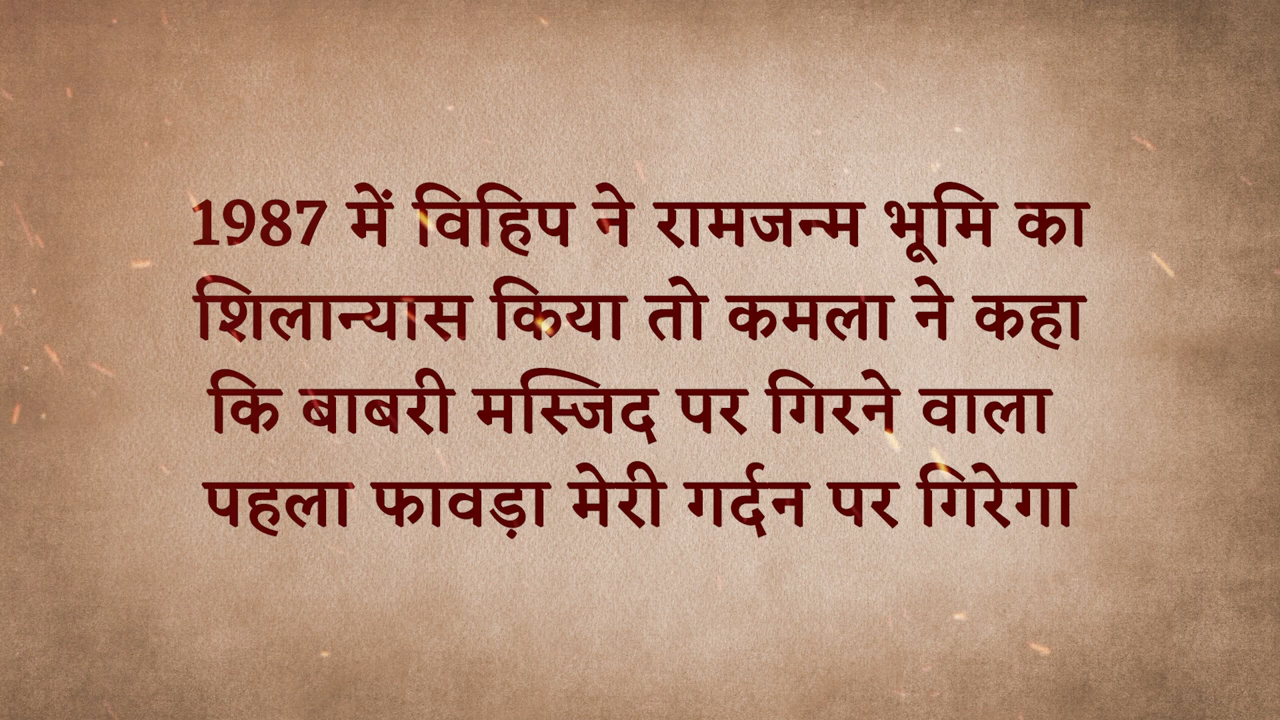 1987 में विहिप ने रामजन्म भूमि का
शिलान्यास किया तो कमला ने कहा
कि बाबरी मस्जिद पर गिरने वाला
पहला फावड़ा मेरी गर्दन पर गिरेगा